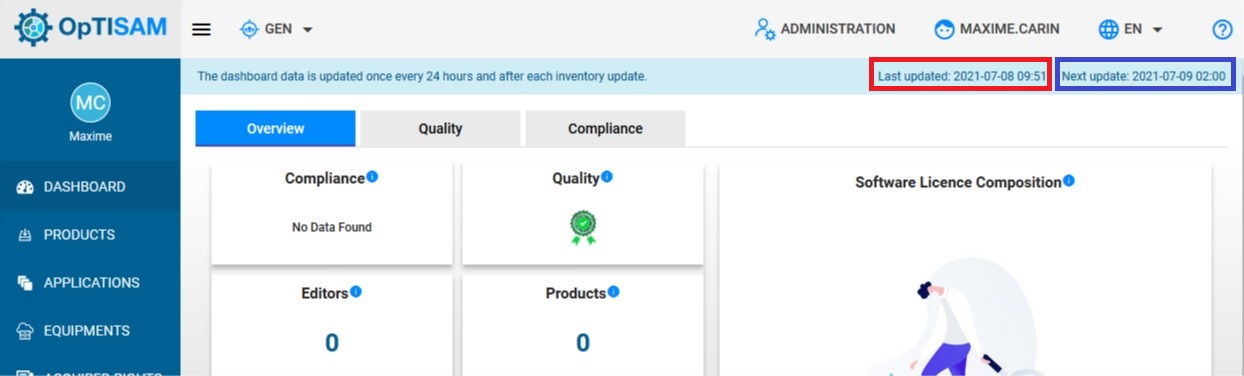 OpTISAM
GEN
ADMINISTRATION
MAXIME.CARIN
EN
The dashboard data is updated once every 24 hours and after each inventory update.
Last updated: 2021-07-08 09:51
Next update: 2021-07-09 02:00
MC
Maxime
DASHBOARD
PRODUCTS
APPLICATIONS
EQUIPMENTS
ACQUIRED RIGHTS
Overview
Quality
Compliance
Compliance
No Data Found
Quality
Software Licence Composition
Editors
0
Products
0